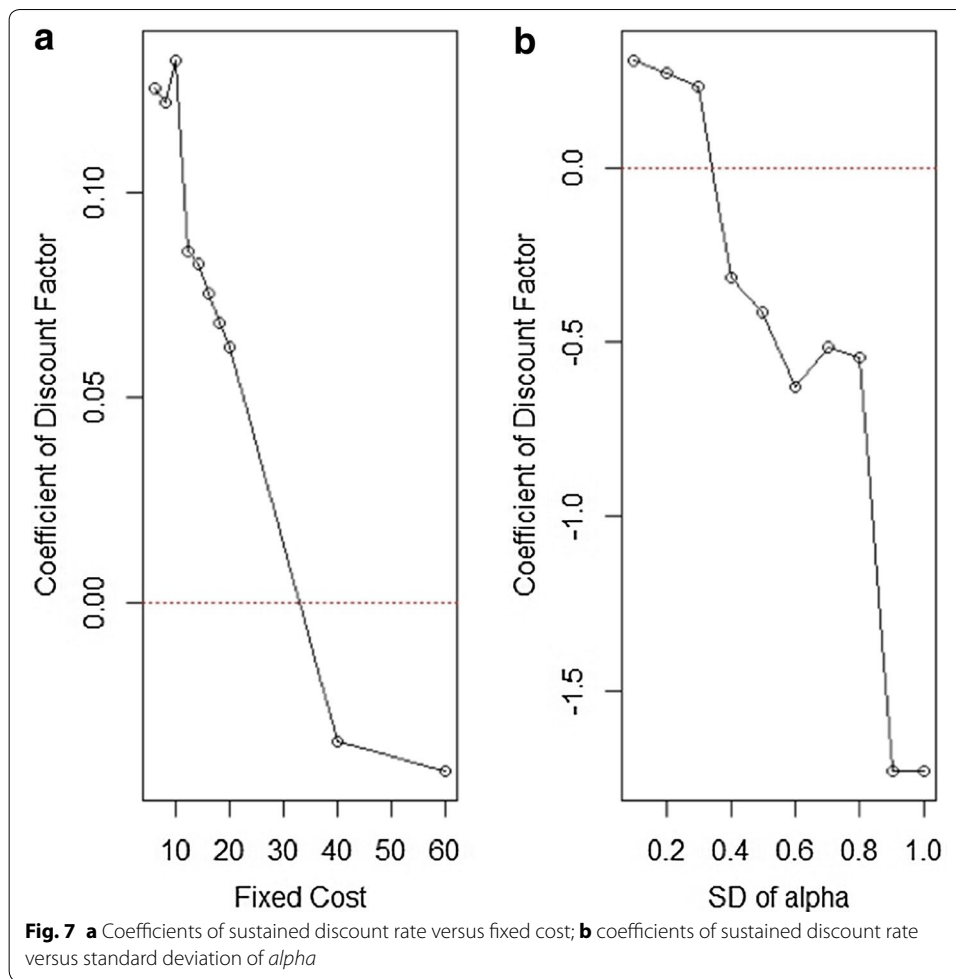 a
Coefficient of Discount Factor
0.10
0.05
0.00
10 20 30 40 50 60
Fixed Cost
b
Coefficient of Discount Factor
0.0
-0.5
-1.0
-1.5
0.2 0.4 0.6 0.8 1.0
SD of alpha
Fig. 7 a Coefficients of sustained discount rate versus fixed cost; b coefficients of sustained discount rate
versus standard deviation of alpha